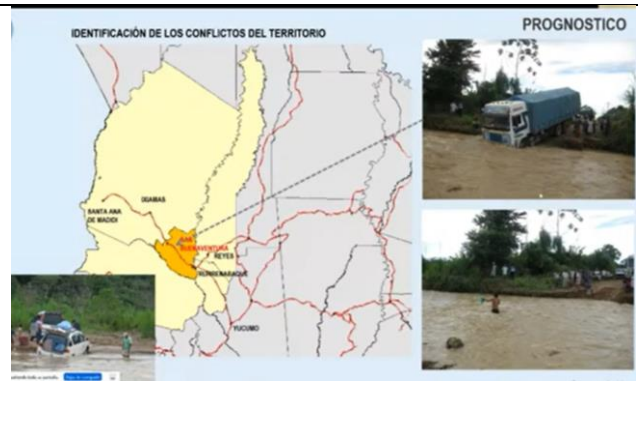 PROGNOSTICO
IDENTIFICACIÓN DE LOS CONFLICTOS DEL TERRITORIO
IXIAMAS
SANTA ANA
DE MADIDI
SAN
BUENAVENTURA
REYES
RURRENABAQUE
YUCUMO